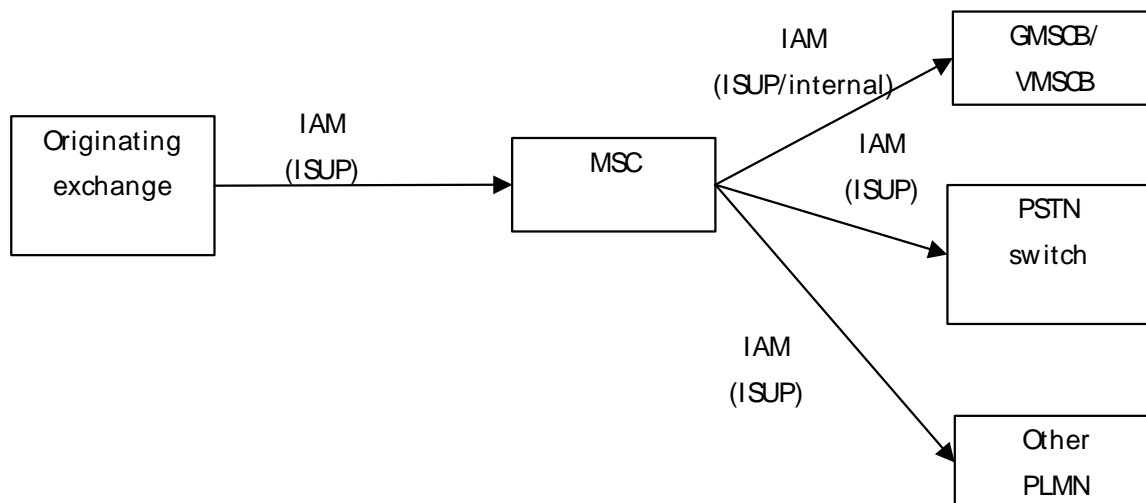 Originating
exchange
IAM
(ISUP)
MSC
IAM
(ISUP/internal)
GMSCB/
VMSCB
IAM
(ISUP)
PSTN
switch
IAM
(ISUP)
Other
PLMN